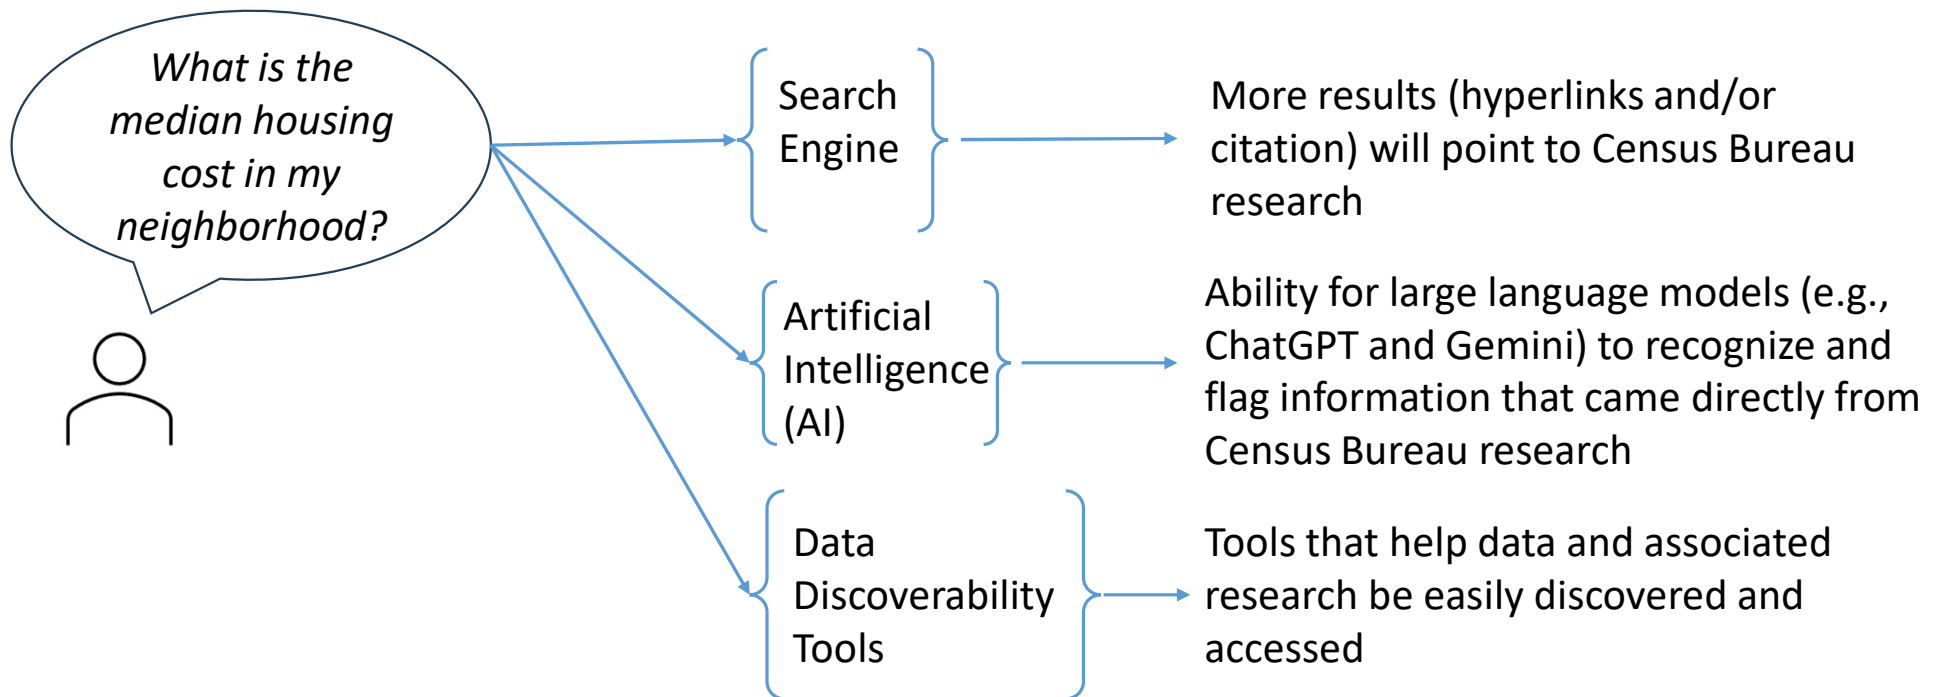 What is the
median housing
cost in my
neighborhood?
Search
Engine
More results (hyperlinks and/or
citation) will point to Census Bureau
research
Artificial
Intelligence
(AI)
Ability for large language models (e.g.,
ChatGPT and Gemini) to recognize and
flag information that came directly from
Census Bureau research
Data
Discoverability
Tools
Tools that help data and associated
research be easily discovered and
accessed